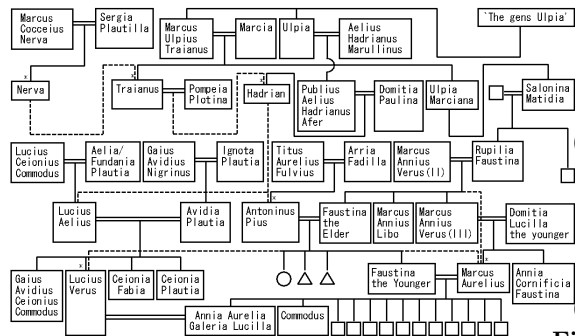 Marcus
Cocceius
Nerva
Sergia
Plautilla
Marcus
Ulpius
Traianus
Marcia
Ulpia
Aelius
Hadrianus
Marullinus
'The gens Ulpia'
Nerva
Traianus
Pompeia
Plotina
Hadrian
Publius
Aelius
Hadrianus
Afer
Domitia
Paulina
Ulpia
Marciana
Salonina
Matidia
Lucius
Ceionius
Commodus
Aelia/
Fundania
Plautia
Gaius
Avidius
Nigrinus
Ignota
Plautia
Titus
Aurelius
Fulvius
Arria
Fadilla
Marcus
Annius
Verus(II)
Rupilia
Faustina
Lucius
Aelius
Avidia
Plautia
Antoninus
Pius
Faustina
the
Elder
Marcus
Annius
Libo
Marcus
Annius
Verus(III)
Domitia
Lucilla
the younger
Gaius
Avidius
Ceionius
Commodus
Lucius
Verus
Ceionia
Fabia
Ceionia
Plautia
Faustina
the Younger
Marcus
Aurelius
Annia
Cornificia
Faustina
Annia Aurelia
Galeria Lucilla
Commodus